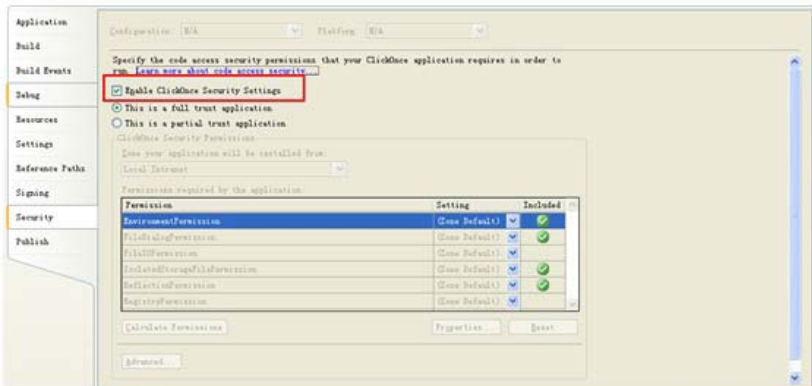 Application
Build
Build Events
Debug
Resources
Settings
Reference Paths
Signing
Security
Publish
Configuration: N/A
Platform: N/A
Specify the code access security permissions that your ClickOnce application requires in order to
run. Learn more about code access security...
Enable ClickOnce Security Settings
This is a full trust application
This is a partial trust application
ClickOnce Security Permissions
Zone your application will be installed from:
Local Intranet
Permissions required by the application:
Permission Setting Included
EnvironmentPermission (Zone Default)
FileDialogPermission (Zone Default)
FileIOPermission (Zone Default)
IsolatedStorageFilePermission (Zone Default)
ReflectionPermission (Zone Default)
RegistryPermission (Zone Default)
Calculate Permissions Properties... Reset
Advanced...